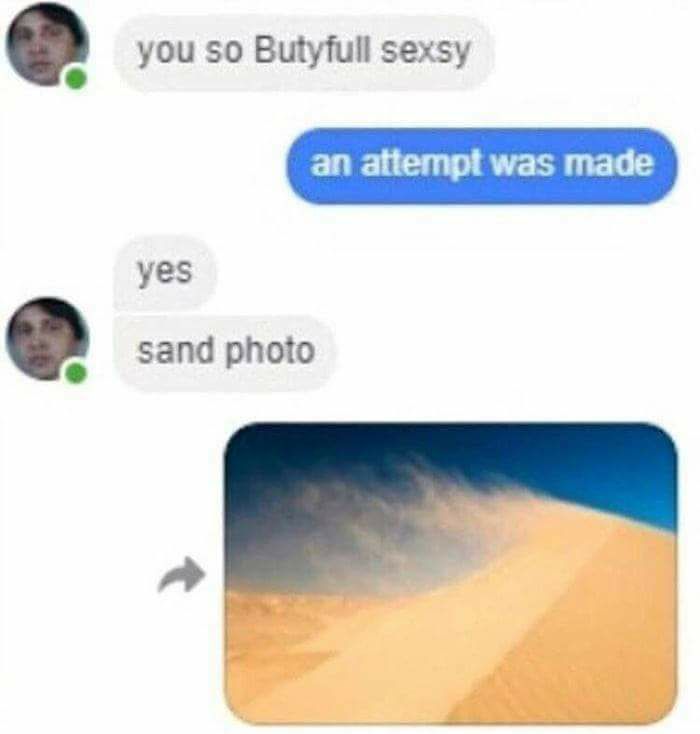 you so Butyfull sexsy
an attempt was made
yes
sand photo